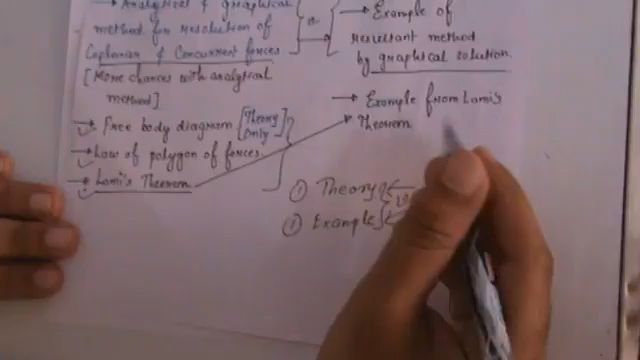 → Analytical & graphical
method for resolution of
Coplanar & Concurrent forces.
[More chances with analytical
method]
→ Free body diagram [Theory Only]
→ Law of polygon of forces.
→ Lami's Theorem
→ Example of
resultant method
by graphical solution.
→ Example from Lami's
Theorem
① Theory
① Example